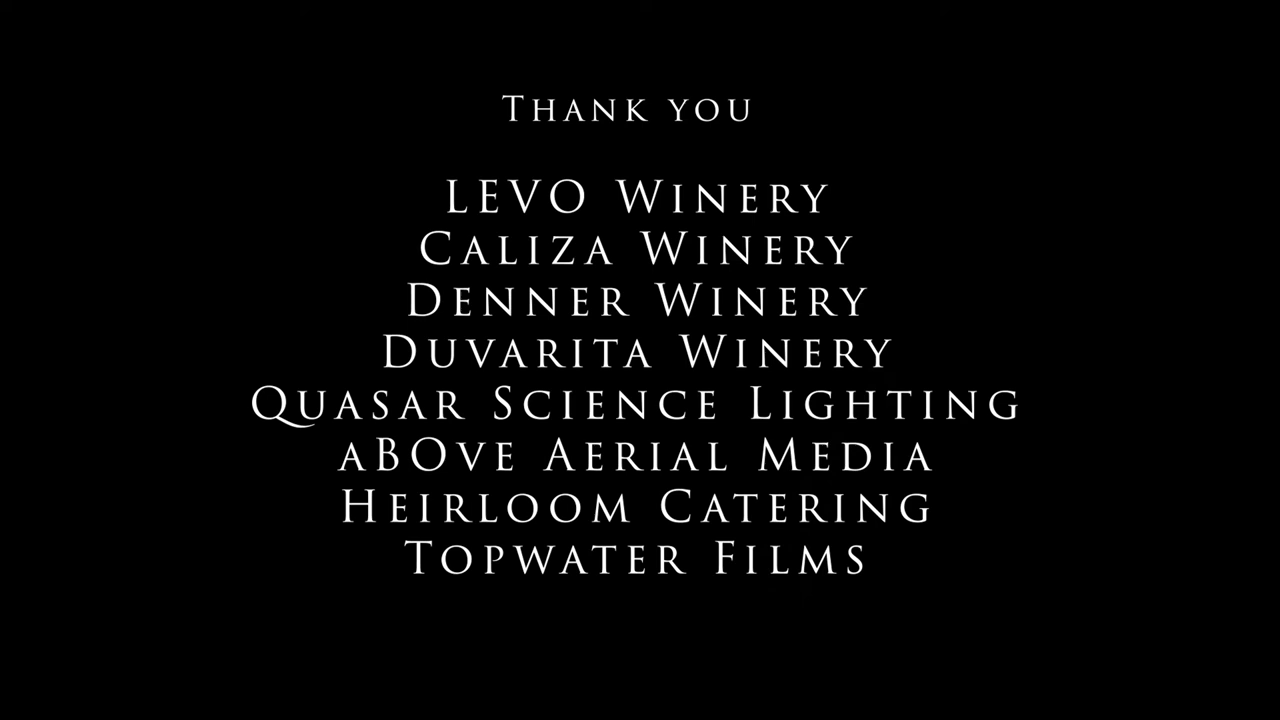 Thank you
LEVO Winery
Caliza Winery
Denner Winery
Duvarita Winery
Quasar Science Lighting
aBOve Aerial Media
Heirloom Catering
Topwater Films